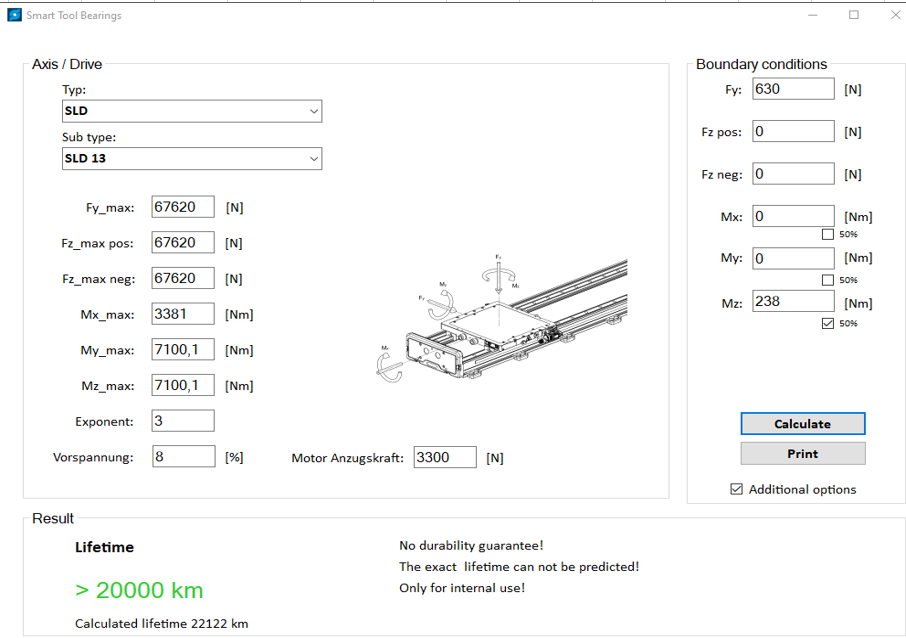 Smart Tool Bearings
Axis / Drive
Typ:
SLD
Sub type:
SLD 13
Fy_max: 67620 [N]
Fz_max pos: 67620 [N]
Fz_max neg: 67620 [N]
Mx_max: 3381 [Nm]
My_max: 7100,1 [Nm]
Mz_max: 7100,1 [Nm]
Exponent: 3
Vorspannung: 8 [%] Motor Anzugskraft: 3300 [N]
Boundary conditions
Fy: 630 [N]
Fz pos: 0 [N]
Fz neg: 0 [N]
Mx: 0 [Nm]
50%
My: 0 [Nm]
50%
Mz: 238 [Nm]
50%
Calculate
Print
Additional options
Result
Lifetime
> 20000 km
Calculated lifetime 22122 km
No durability guarantee!
The exact lifetime can not be predicted!
Only for internal use!